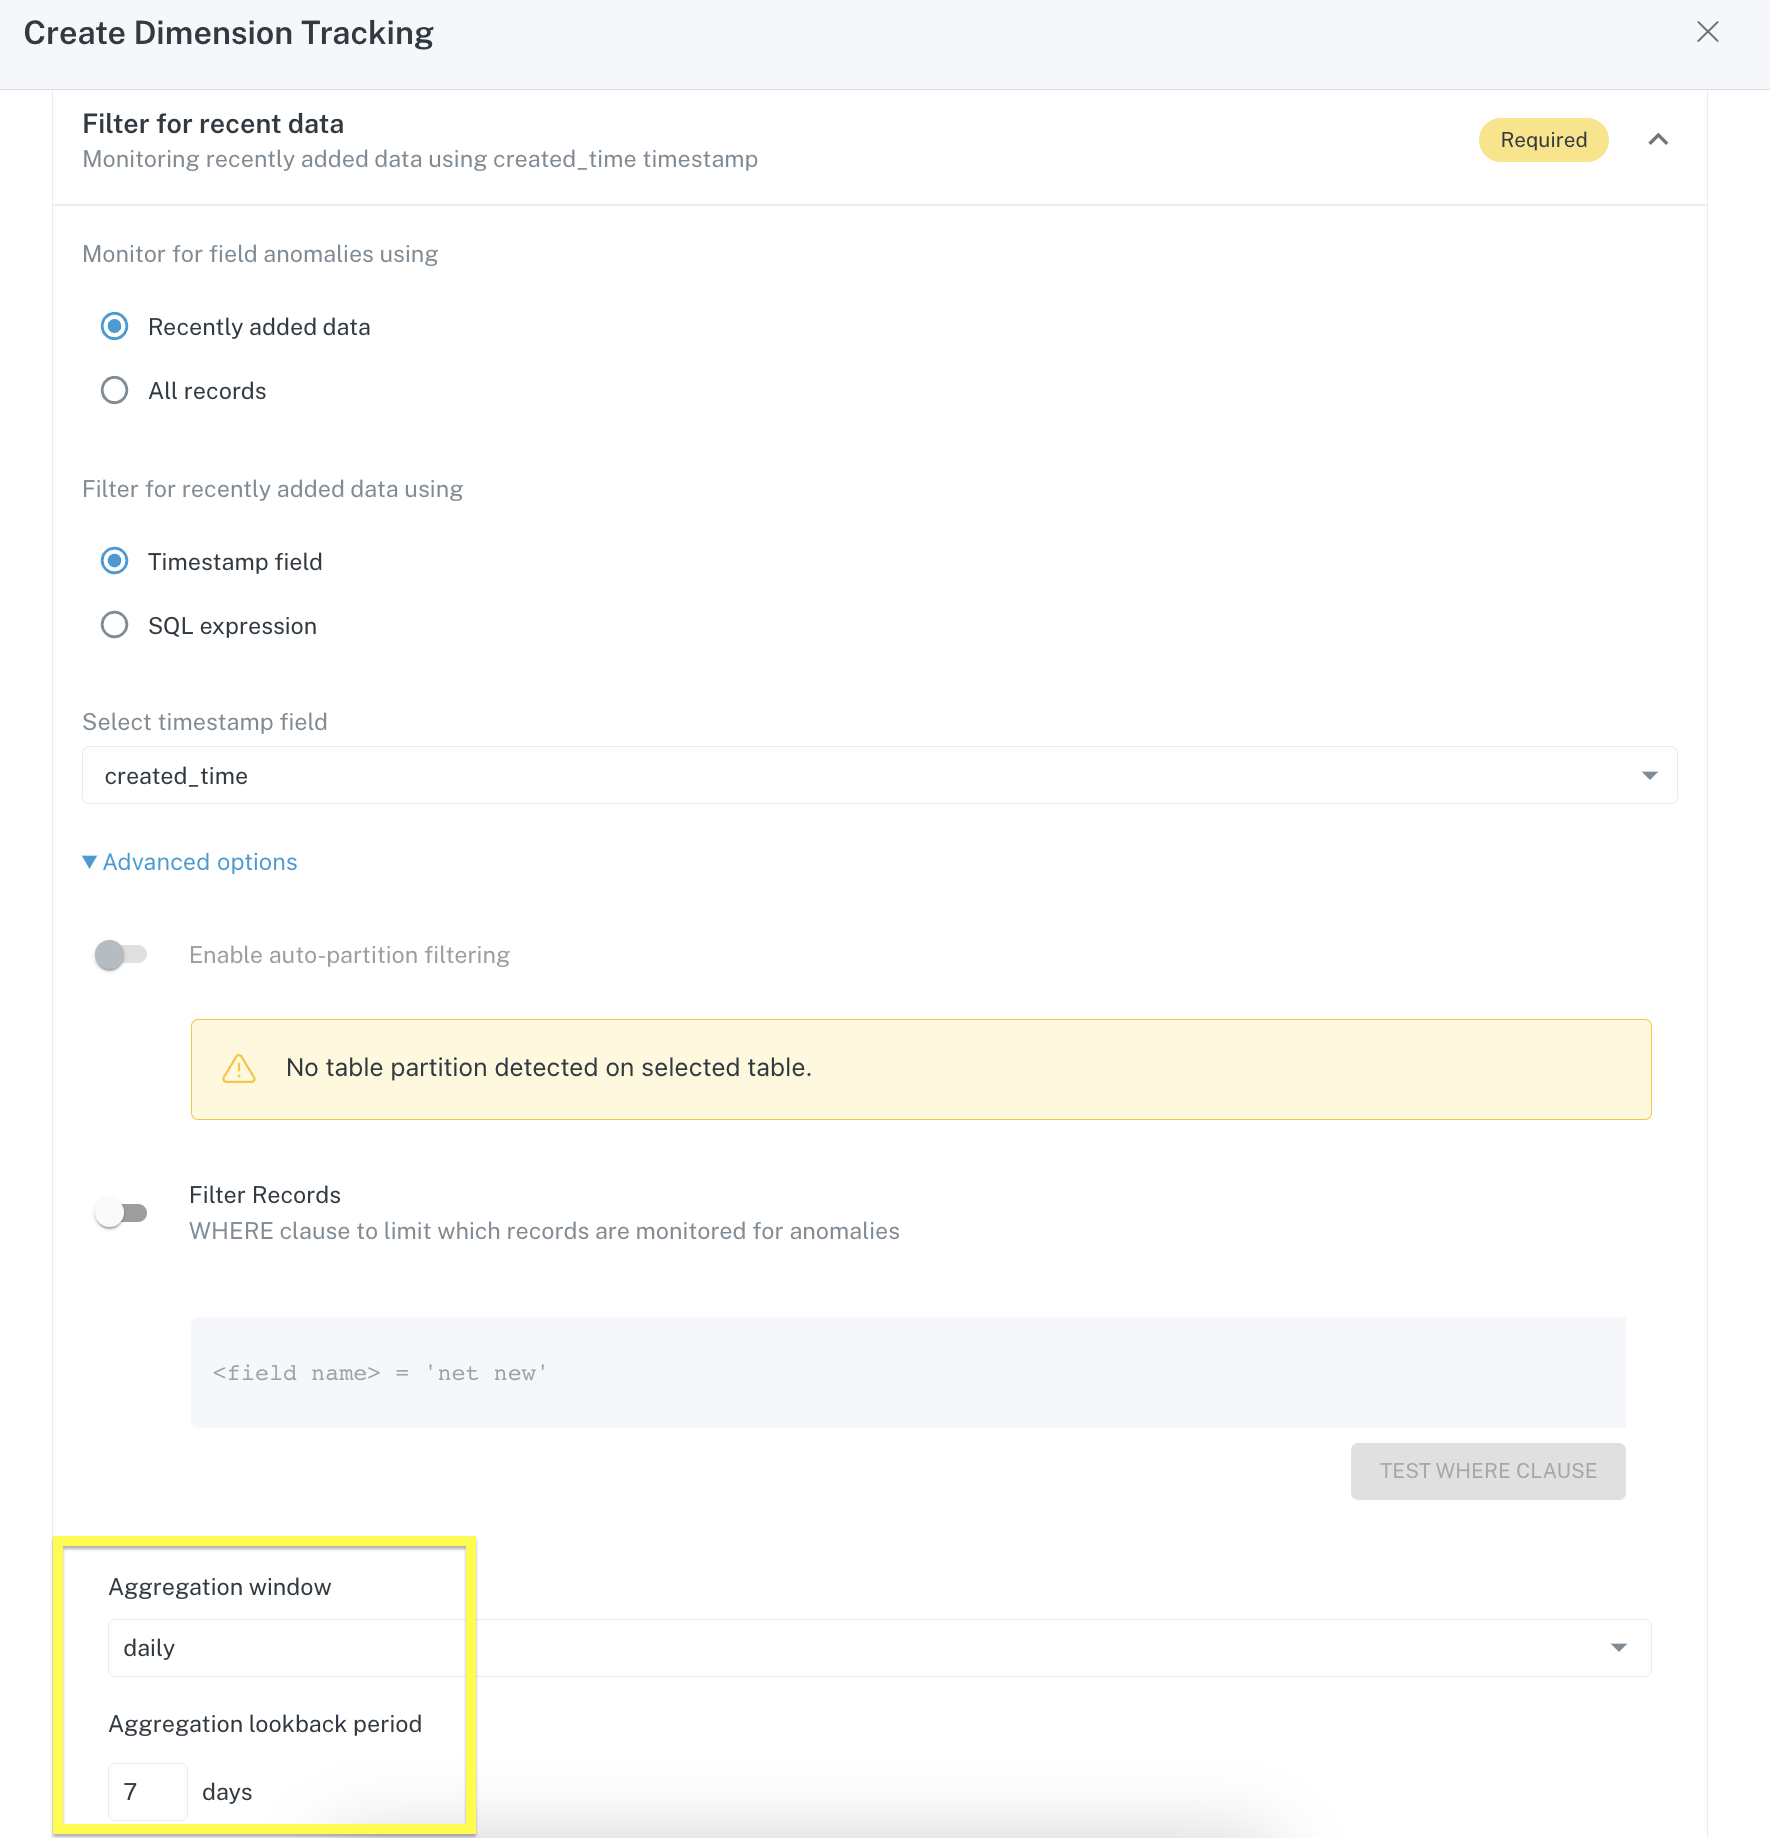 Create Dimension Tracking
Filter for recent data
Monitoring recently added data using created_time timestamp
Required
Monitor for field anomalies using
Recently added data
All records
Filter for recently added data using
Timestamp field
SQL expression
Select timestamp field
created_time
Advanced options
Enable auto-partition filtering
No table partition detected on selected table.
Filter Records
WHERE clause to limit which records are monitored for anomalies
<field name> = 'net new'
TEST WHERE CLAUSE
Aggregation window
daily
Aggregation lookback period
7 days